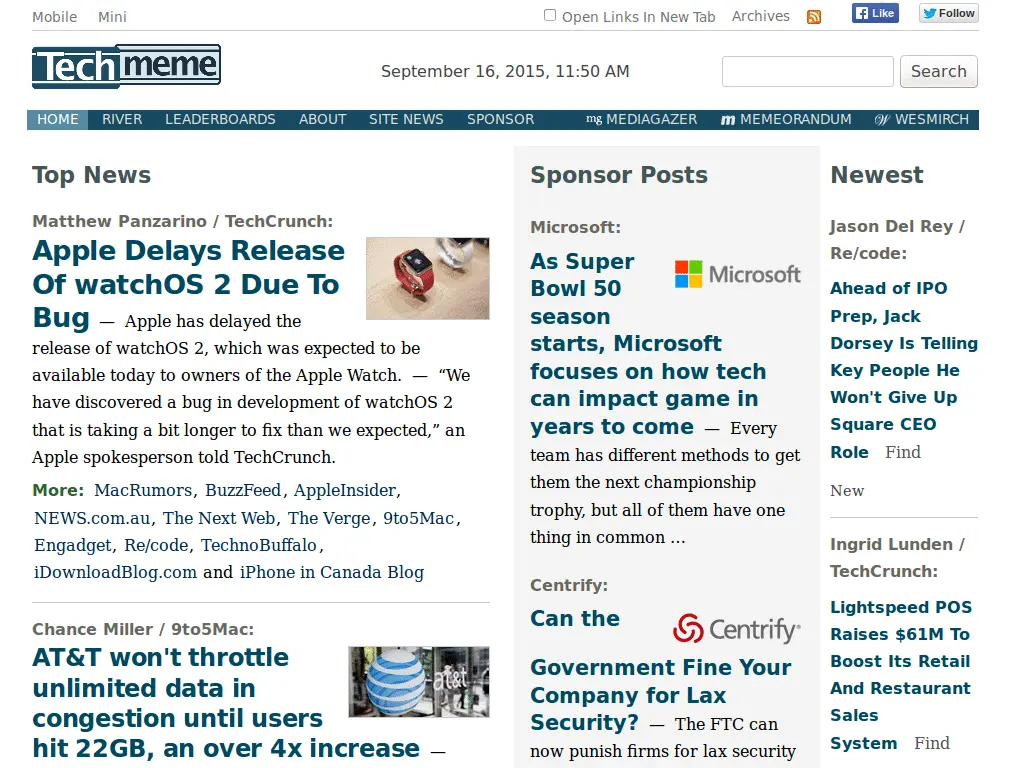 Mobile Mini
Open Links In New Tab Archives Like Follow
Techmeme
September 16, 2015, 11:50 AM
Search
HOME RIVER LEADERBOARDS ABOUT SITE NEWS SPONSOR mg MEDIAGAZER m MEMEORANDUM W WESMIRCH
Top News
Matthew Panzarino / TechCrunch:
Apple Delays Release
Of watchOS 2 Due To
Bug — Apple has delayed the
release of watchOS 2, which was expected to be
available today to owners of the Apple Watch. — “We
have discovered a bug in development of watchOS 2
that is taking a bit longer to fix than we expected,” an
Apple spokesperson told TechCrunch.
More: MacRumors, BuzzFeed, AppleInsider,
NEWS.com.au, The Next Web, The Verge, 9to5Mac,
Engadget, Re/code, TechnoBuffalo,
iDownloadBlog.com and iPhone in Canada Blog
Chance Miller / 9to5Mac:
AT&T won't throttle
unlimited data in
congestion until users
hit 22GB, an over 4x increase —
at&t
Sponsor Posts
Microsoft:
As Super
Bowl 50
season
starts, Microsoft
focuses on how tech
can impact game in
years to come — Every
team has different methods to get
them the next championship
trophy, but all of them have one
thing in common …
Microsoft
Centrify:
Can the
Centrify
Government Fine Your
Company for Lax
Security? — The FTC can
now punish firms for lax security
Newest
Jason Del Rey /
Re/code:
Ahead of IPO
Prep, Jack
Dorsey Is Telling
Key People He
Won't Give Up
Square CEO
Role Find
New
Ingrid Lunden /
TechCrunch:
Lightspeed POS
Raises $61M To
Boost Its Retail
And Restaurant
Sales
System Find